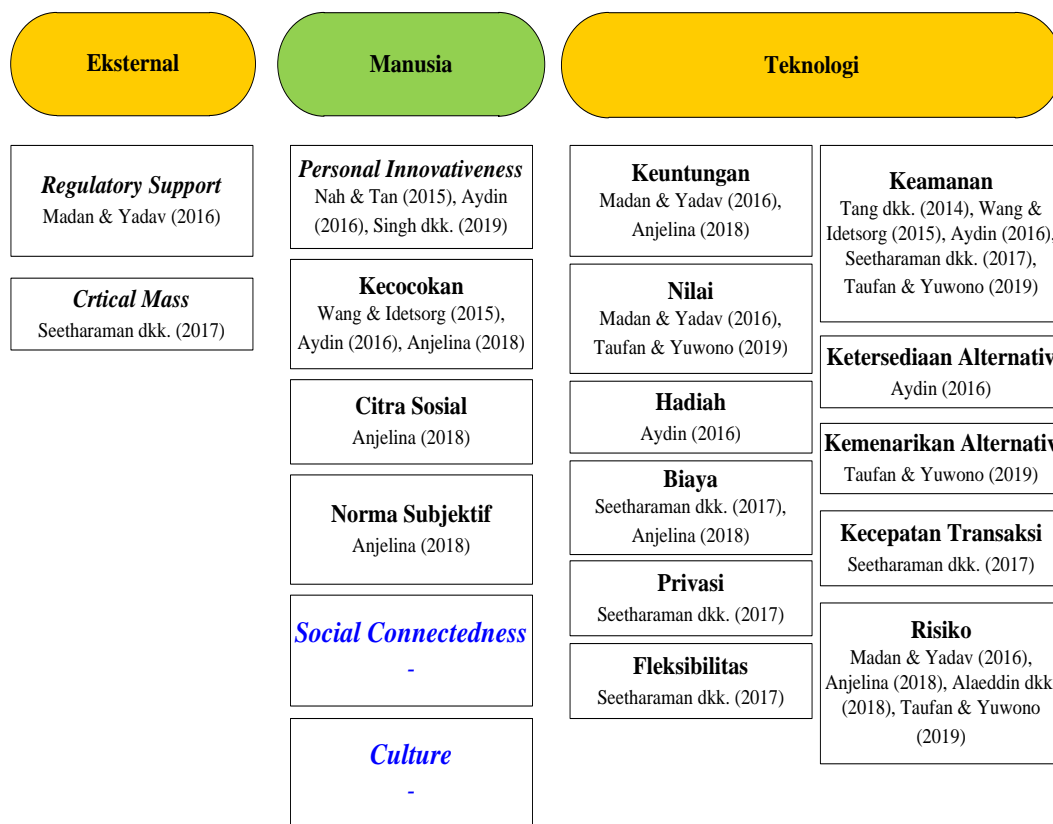 Eksternal
Manusia
Teknologi
Regulatory Support
Madan & Yadav (2016)
Crtical Mass
Seetharaman dkk. (2017)
Personal Innovativeness
Nah & Tan (2015), Aydin
(2016), Singh dkk. (2019)
Kecocokan
Wang & Idetsorg (2015),
Aydin (2016), Anjelina (2018)
Citra Sosial
Anjelina (2018)
Norma Subjektif
Anjelina (2018)
Social Connectedness
-
Culture
-
Keuntungan
Madan & Yadav (2016),
Anjelina (2018)
Nilai
Madan & Yadav (2016),
Taufan & Yuwono (2019)
Hadiah
Aydin (2016)
Biaya
Seetharaman dkk. (2017),
Anjelina (2018)
Privasi
Seetharaman dkk. (2017)
Fleksibilitas
Seetharaman dkk. (2017)
Keamanan
Tang dkk. (2014), Wang &
Idetsorg (2015), Aydin (2016),
Seetharaman dkk. (2017),
Taufan & Yuwono (2019)
Ketersediaan Alternativ
Aydin (2016)
Kemenarikan Alternativ
Taufan & Yuwono (2019)
Kecepatan Transaksi
Seetharaman dkk. (2017)
Risiko
Madan & Yadav (2016),
Anjelina (2018), Alaeddin dkk
(2018), Taufan & Yuwono
(2019)